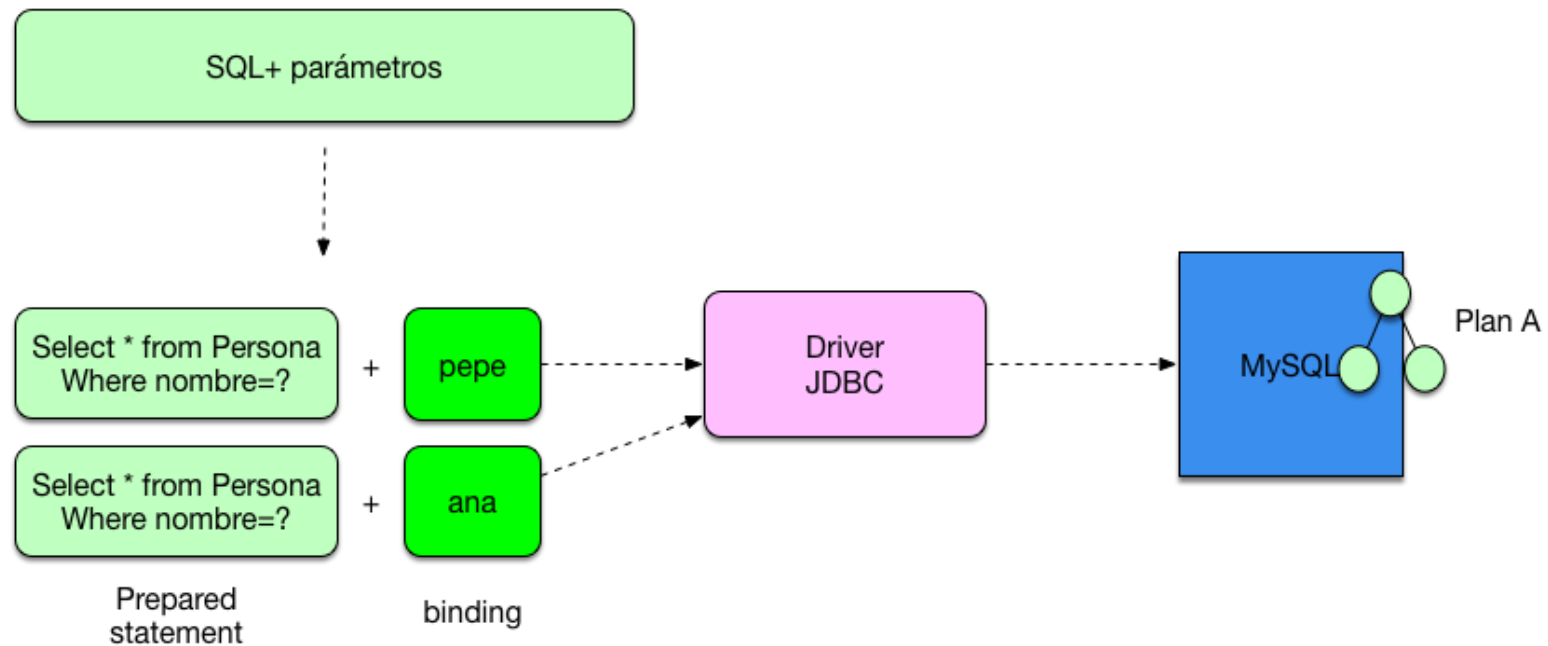 SQL+ parámetros
Select * from Persona
Where nombre=?
+
pepe
Driver
JDBC
MySQL
Plan A
Select * from Persona
Where nombre=?
+
ana
Prepared
statement
binding